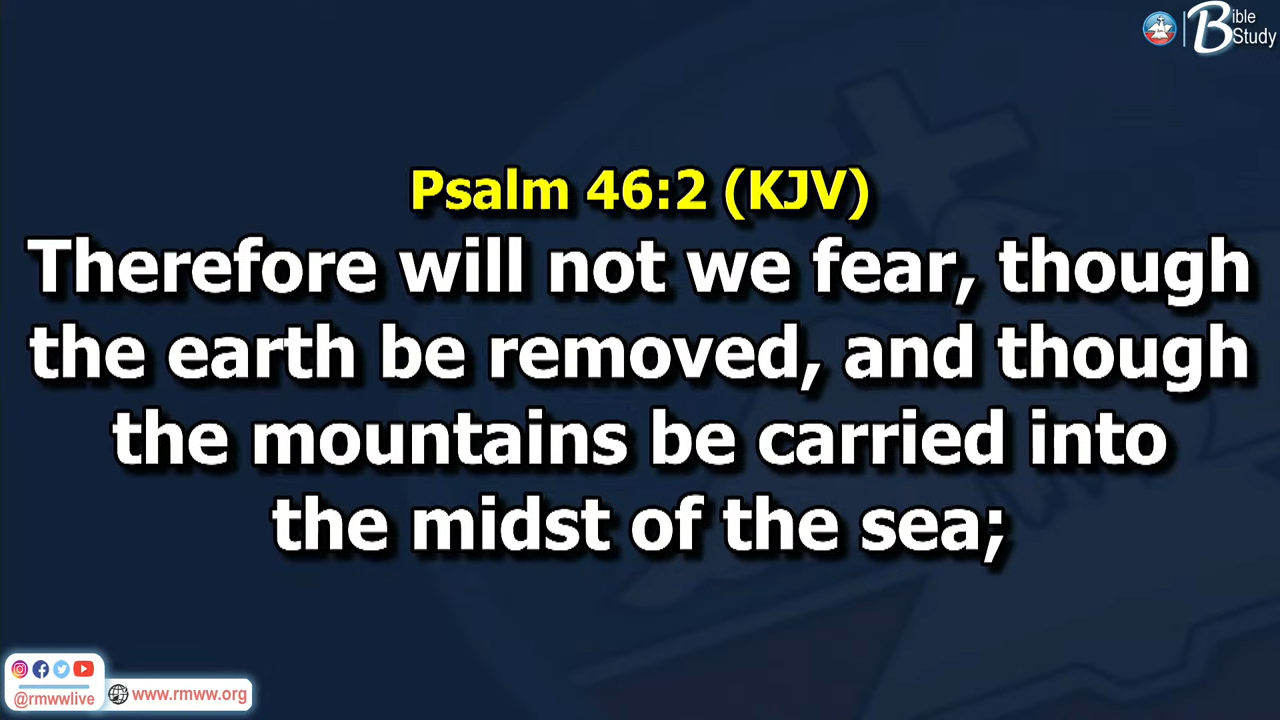 Bible
Study
Psalm 46:2 (KJV)
Therefore will not we fear, though
the earth be removed, and though
the mountains be carried into
the midst of the sea;
@rmwwlive
www.rmww.org